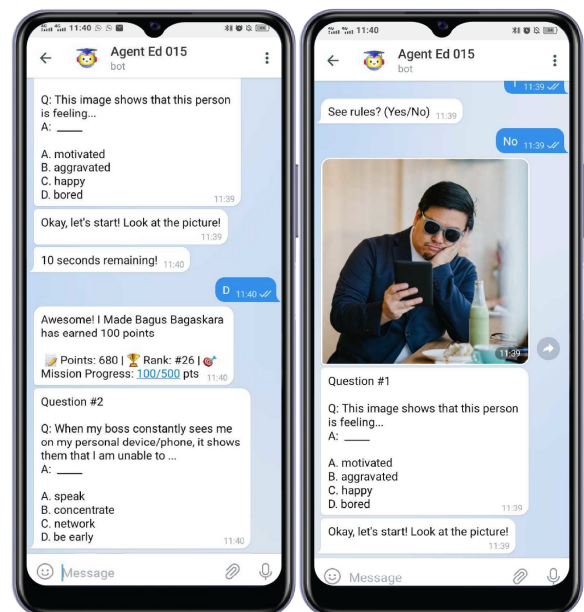 11:40
Agent Ed 015
bot
Q: This image shows that this person
is feeling...
A: ____
A. motivated
B. aggravated
C. happy
D. bored
11:39
Okay, let's start! Look at the picture!
11:39
10 seconds remaining! 11:40
D 11:40
Awesome! I Made Bagus Bagaskara
has earned 100 points
Points: 680 | Rank: #26 |
Mission Progress: 100/500 pts 11:40
Question #2
Q: When my boss constantly sees me
on my personal device/phone, it shows
them that I am unable to ...
A: ____
A. speak
B. concentrate
C. network
D. be early
11:40
Message
11:40
Agent Ed 015
bot
11:39
See rules? (Yes/No) 11:39
No 11:39
11:39
Question #1
Q: This image shows that this person
is feeling...
A: ____
A. motivated
B. aggravated
C. happy
D. bored
11:39
Okay, let's start! Look at the picture!
11:39
Message